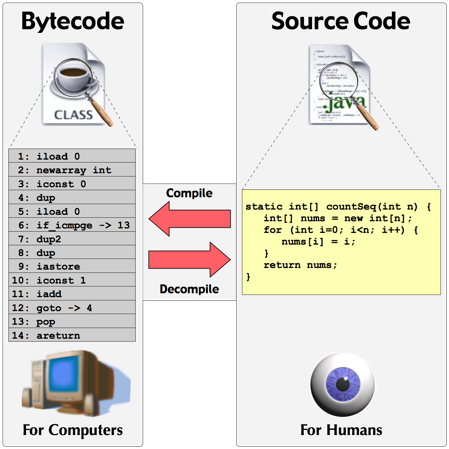 Bytecode
CLASS
1: iload 0
2: newarray int
3: iconst 0
4: dup
5: iload 0
6: if_icmpge -> 13
7: dup2
8: dup
9: iastore
10: iconst 1
11: iadd
12: goto -> 4
13: pop
14: areturn
For Computers
Compile
Decompile
Source Code
.java
static int[] countSeq(int n) {
int[] nums = new int[n];
for (int i=0; i<n; i++) {
nums[i] = i;
}
return nums;
}
For Humans